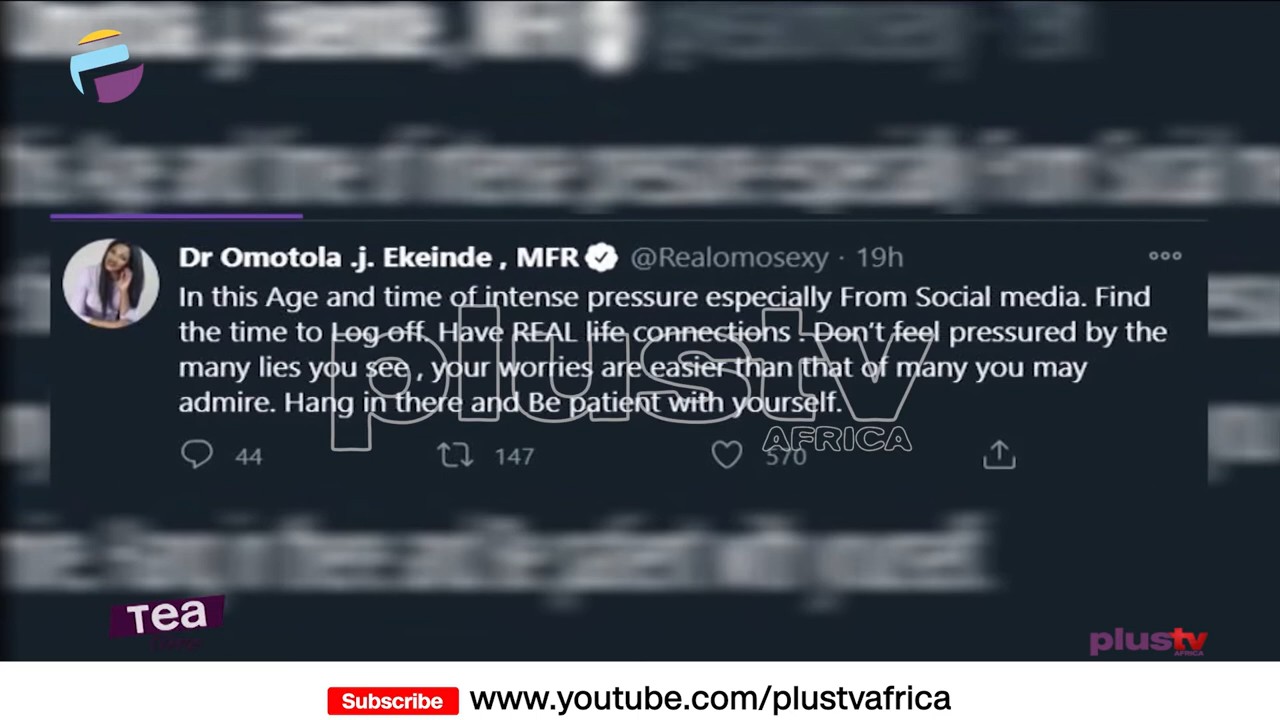 Dr Omotola .j. Ekeinde , MFR @Realomosexy · 19h
In this Age and time of intense pressure especially From Social media. Find
the time to Log off. Have REAL life connections . Don't feel pressured by the
many lies you see , your worries are easier than that of many you may
admire. Hang in there and Be patient with yourself.
44 147 570
plustv
AFRICA
Tea
plustv
AFRICA
Subscribe www.youtube.com/plustvafrica